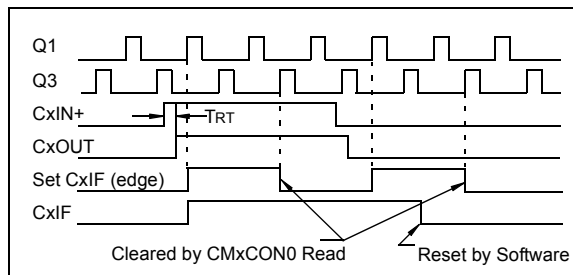 Q1
Q3
CxIN+
TRT
CxOUT
Set CxIF (edge)
CxIF
Cleared by CMxCON0 Read
Reset by Software